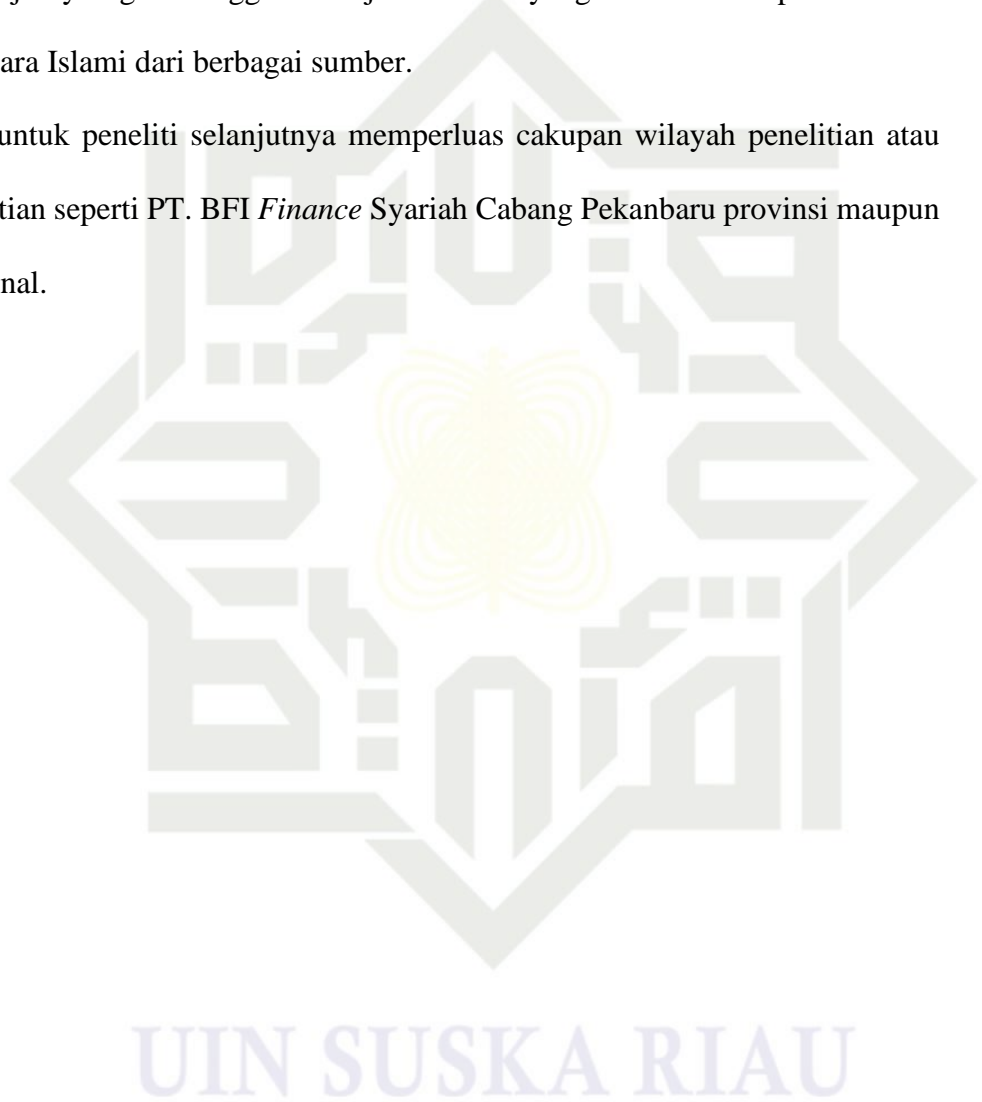 ara Islami dari berbagai sumber.
untuk peneliti selanjutnya memperluas cakupan wilayah penelitian atau
tian seperti PT. BFI Finance Syariah Cabang Pekanbaru provinsi maupun
nal.
UIN SUSKA RIAU